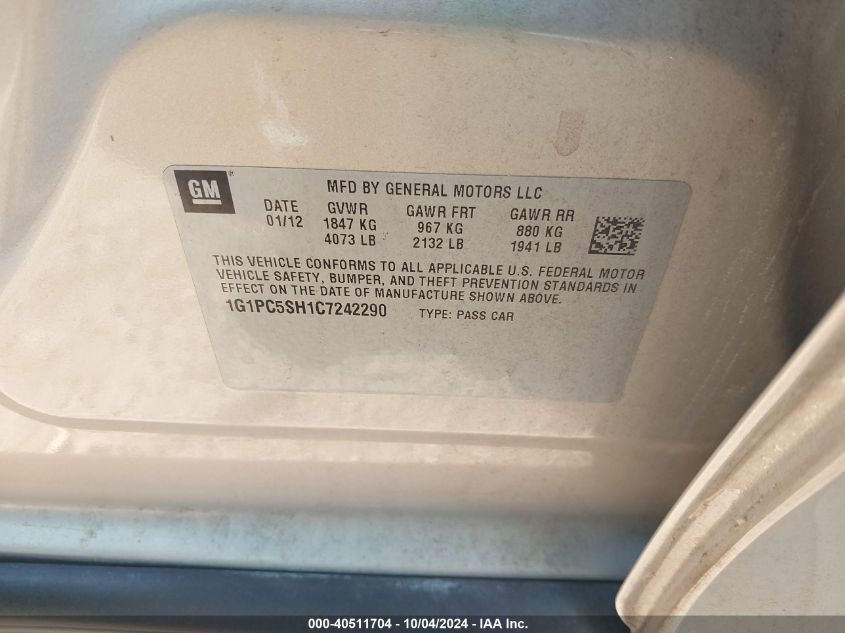 GM ®
MFD BY GENERAL MOTORS LLC
DATE GVWR GAWR FRT GAWR RR
01/12 1847 KG 967 KG 880 KG
4073 LB 2132 LB 1941 LB
THIS VEHICLE CONFORMS TO ALL APPLICABLE U.S. FEDERAL MOTOR
VEHICLE SAFETY, BUMPER, AND THEFT PREVENTION STANDARDS IN
EFFECT ON THE DATE OF MANUFACTURE SHOWN ABOVE.
1G1PC5SH1C7242290 TYPE: PASS CAR
000-40511704 - 10/04/2024 - IAA Inc.